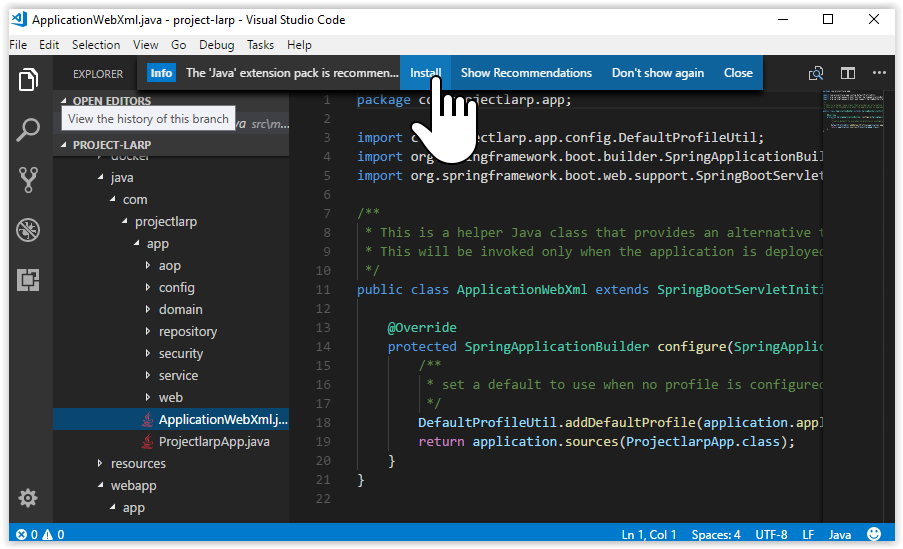 ApplicationWebXml.java - project-larp - Visual Studio Code
File Edit Selection View Go Debug Tasks Help
EXPLORER
Info The 'Java' extension pack is recommen... Install Show Recommendations Don't show again Close
OPEN EDITORS
View the history of this branch
va src\m...
PROJECT-LARP
docker
java
com
projectlarp
app
aop
config
domain
repository
security
service
web
ApplicationWebXml.j...
ProjectlarpApp.java
resources
webapp
app
1 package co ojectlarp.app;
2
3 import c ectlarp.app.config.DefaultProfileUtil;
4 import org springframework.boot.builder.SpringApplicationBuil
5 import org.springframework.boot.web.support.SpringBootServlet
6
7 /**
8 * This is a helper Java class that provides an alternative t
9 * This will be invoked only when the application is deployed
10 */
11 public class ApplicationWebXml extends SpringBootServletIniti
12
13 @Override
14 protected SpringApplicationBuilder configure(SpringApplic
15 /**
16 * set a default to use when no profile is configured
17 */
18 DefaultProfileUtil.addDefaultProfile(application.appl
19 return application.sources(ProjectlarpApp.class);
20 }
21 }
22
0 0 Ln 1, Col 1 Spaces: 4 UTF-8 LF Java